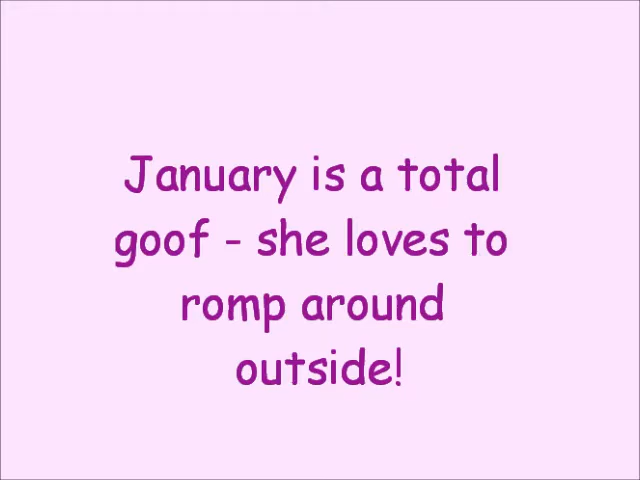 January is a total
goof - she loves to
romp around
outside!